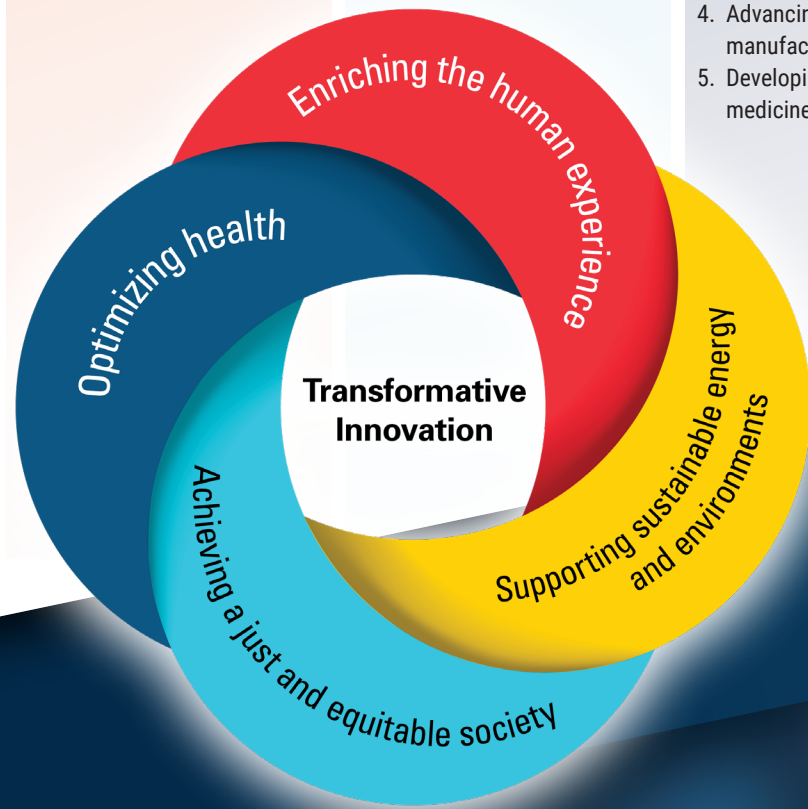 4. Advancing
manufac
5. Developi
medicine
Enriching the human experience
Optimizing health
Transformative
Innovation
Supporting sustainable energy
and environments
Achieving a just and equitable society